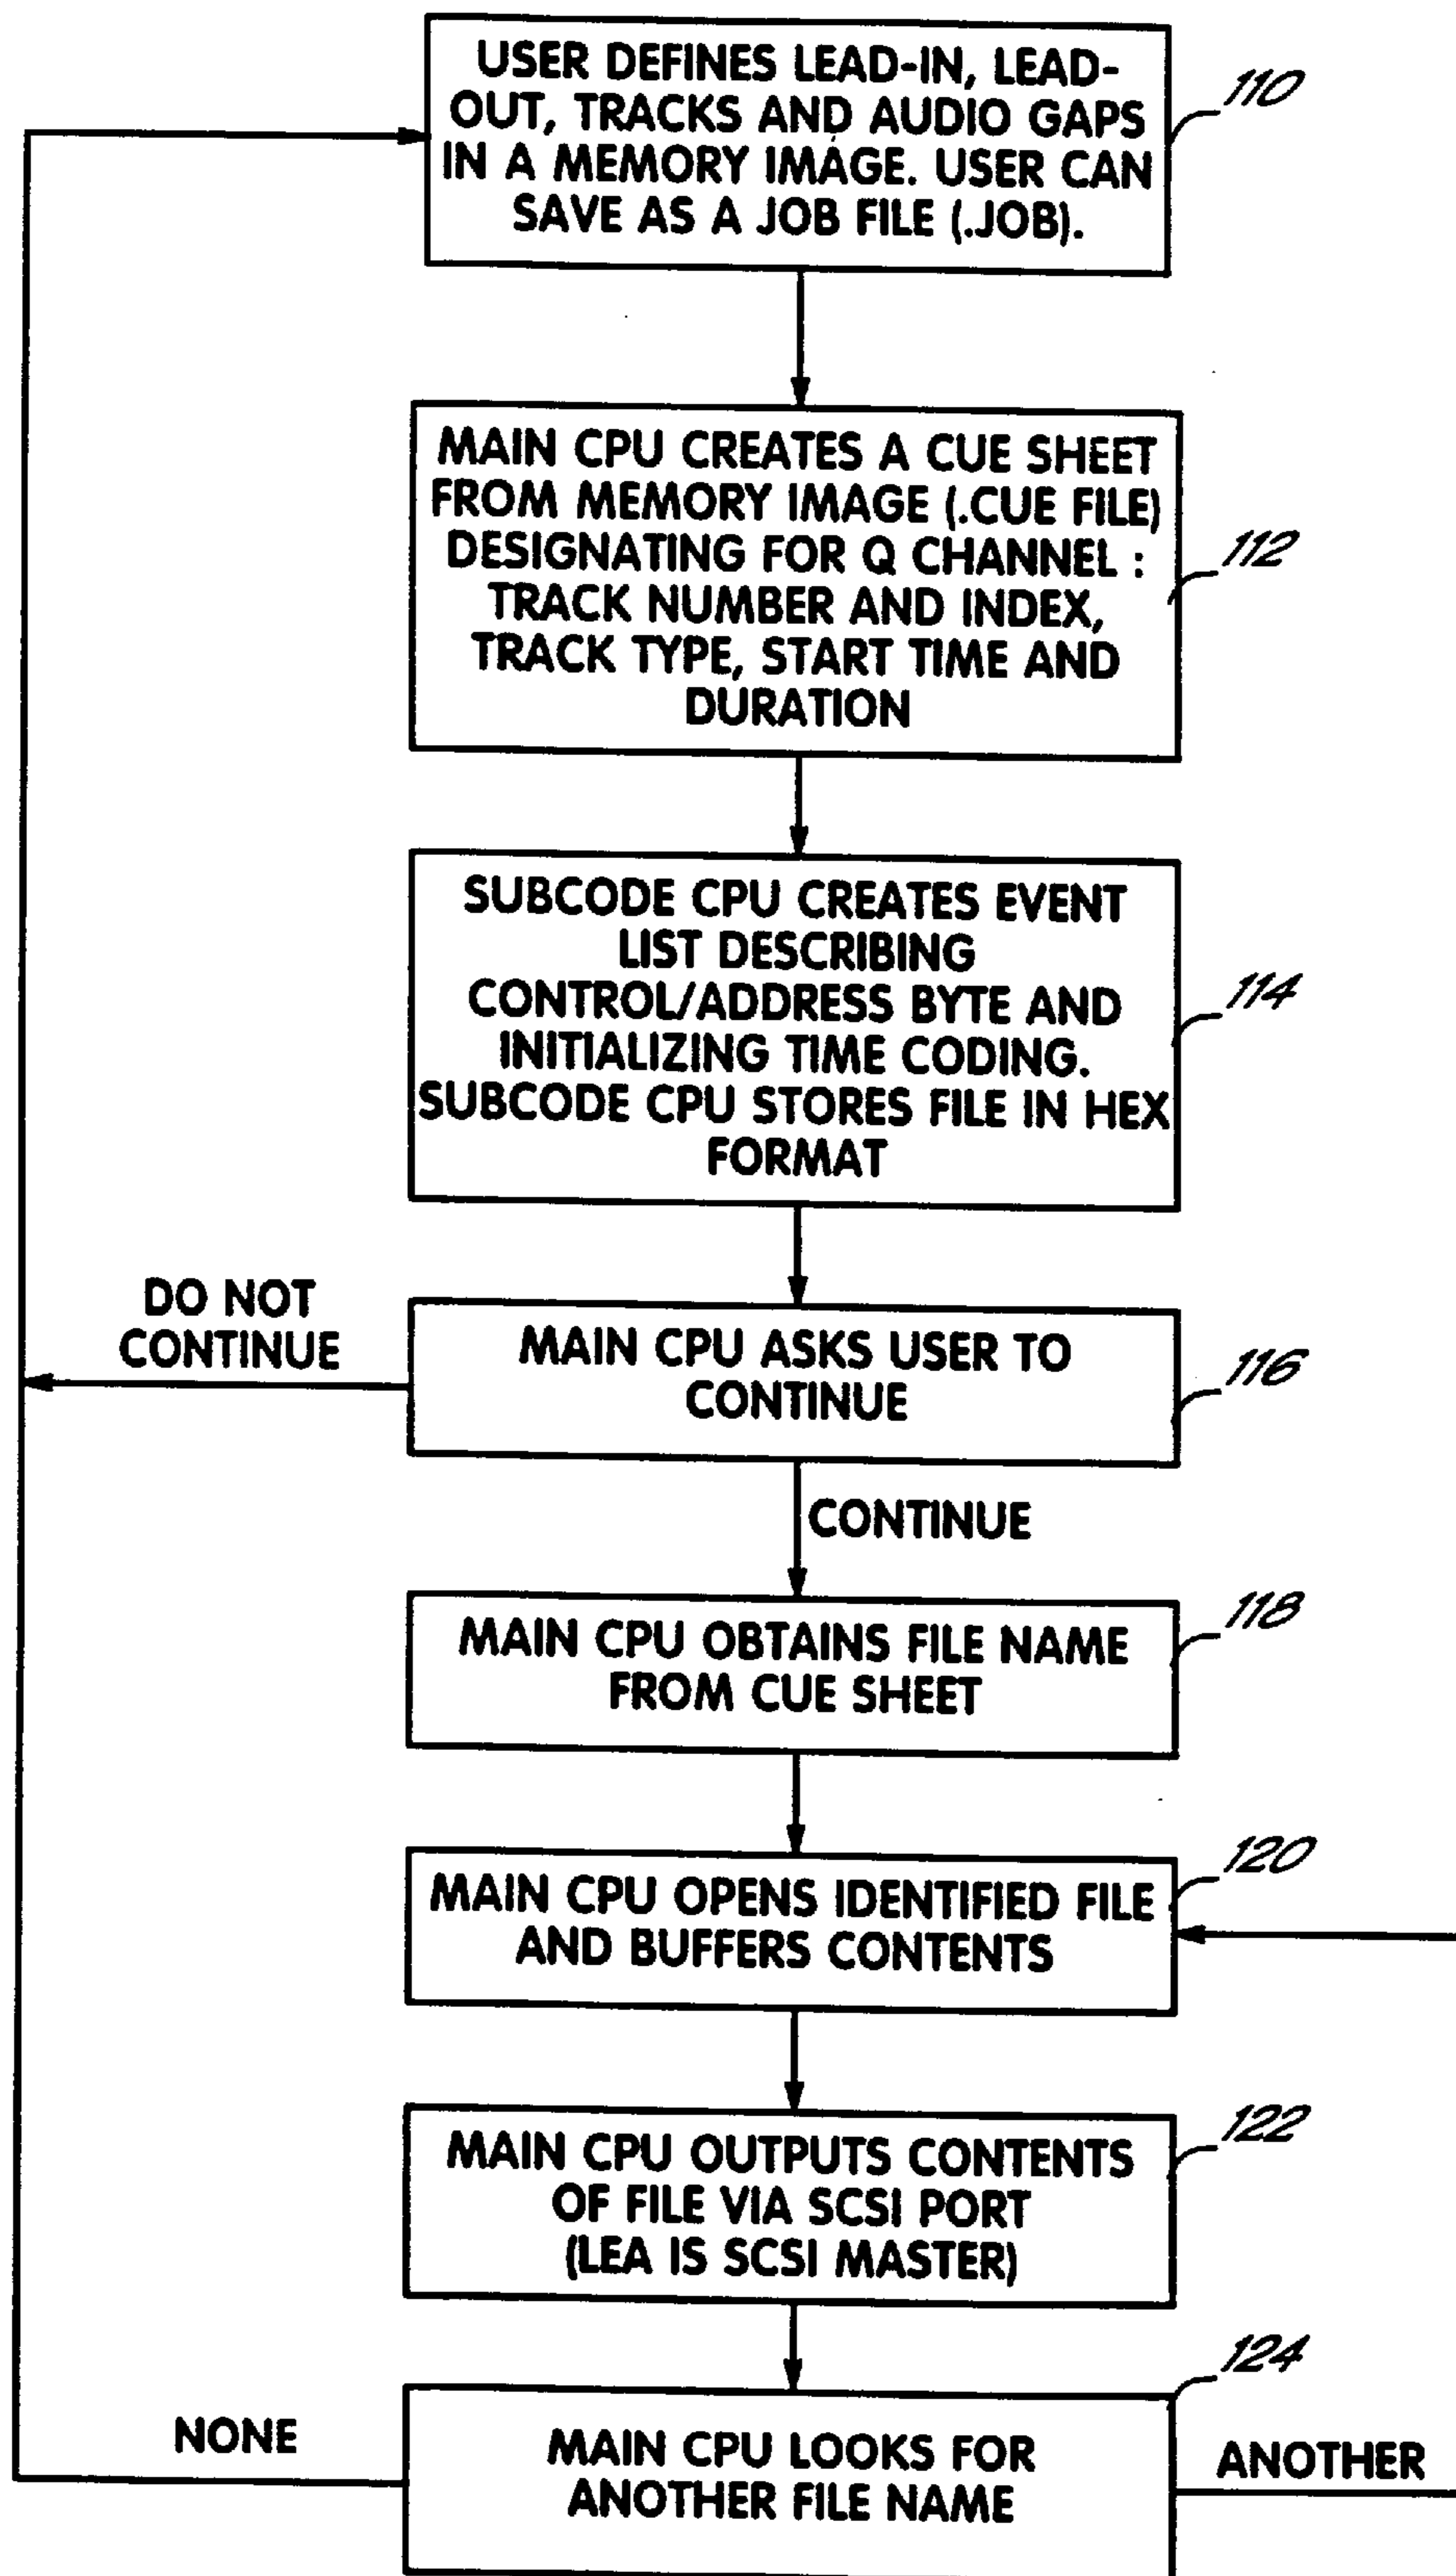 USER DEFINES LEAD-IN, LEAD-
OUT, TRACKS AND AUDIO GAPS
IN A MEMORY IMAGE. USER CAN
SAVE AS A JOB FILE (.JOB).
110
MAIN CPU CREATES A CUE SHEET
FROM MEMORY IMAGE (.CUE FILE)
DESIGNATING FOR Q CHANNEL :
TRACK NUMBER AND INDEX,
TRACK TYPE, START TIME AND
DURATION
112
SUBCODE CPU CREATES EVENT
LIST DESCRIBING
CONTROL/ADDRESS BYTE AND
INITIALIZING TIME CODING.
SUBCODE CPU STORES FILE IN HEX
FORMAT
114
DO NOT
CONTINUE
MAIN CPU ASKS USER TO
CONTINUE
116
CONTINUE
MAIN CPU OBTAINS FILE NAME
FROM CUE SHEET
118
MAIN CPU OPENS IDENTIFIED FILE
AND BUFFERS CONTENTS
120
MAIN CPU OUTPUTS CONTENTS
OF FILE VIA SCSI PORT
(LEA IS SCSI MASTER)
122
NONE
MAIN CPU LOOKS FOR
ANOTHER FILE NAME
124
ANOTHER